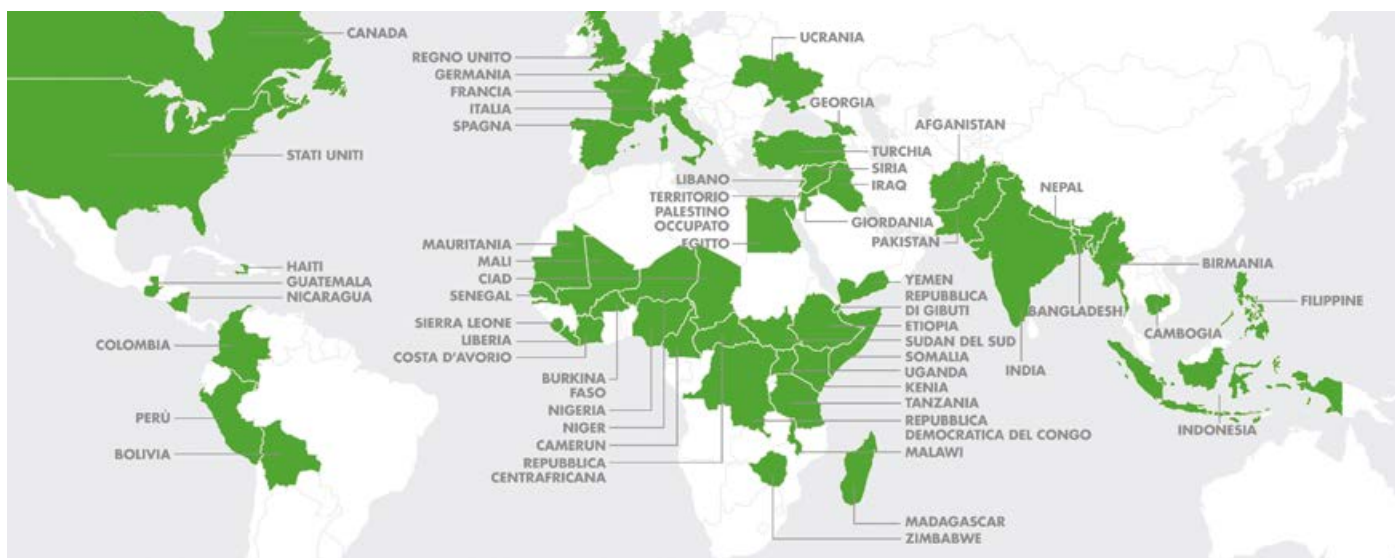 CANADA
STATI UNITI
HAITI
GUATEMALA
NICARAGUA
COLOMBIA
PERÙ
BOLIVIA
REGNO UNITO
GERMANIA
FRANCIA
ITALIA
SPAGNA
UCRANIA
GEORGIA
TURCHIA
SIRIA
IRAQ
LIBANO
TERRITORIO
PALESTINO
OCCUPATO
EGITTO
GIORDANIA
MAURITANIA
MALI
CIAD
SENEGAL
SIERRA LEONE
LIBERIA
COSTA D'AVORIO
BURKINA
FASO
NIGERIA
NIGER
CAMERUN
REPUBBLICA
CENTRAFRICANA
YEMEN
REPUBBLICA
DI GIBUTI
ETIOPIA
SUDAN DEL SUD
SOMALIA
UGANDA
KENIA
TANZANIA
REPUBBLICA
DEMOCRATICA DEL CONGO
MALAWI
MADAGASCAR
ZIMBABWE
AFGANISTAN
NEPAL
PAKISTAN
BIRMANIA
BANGLADESH
INDIA
CAMBOGIA
FILIPPINE
INDONESIA